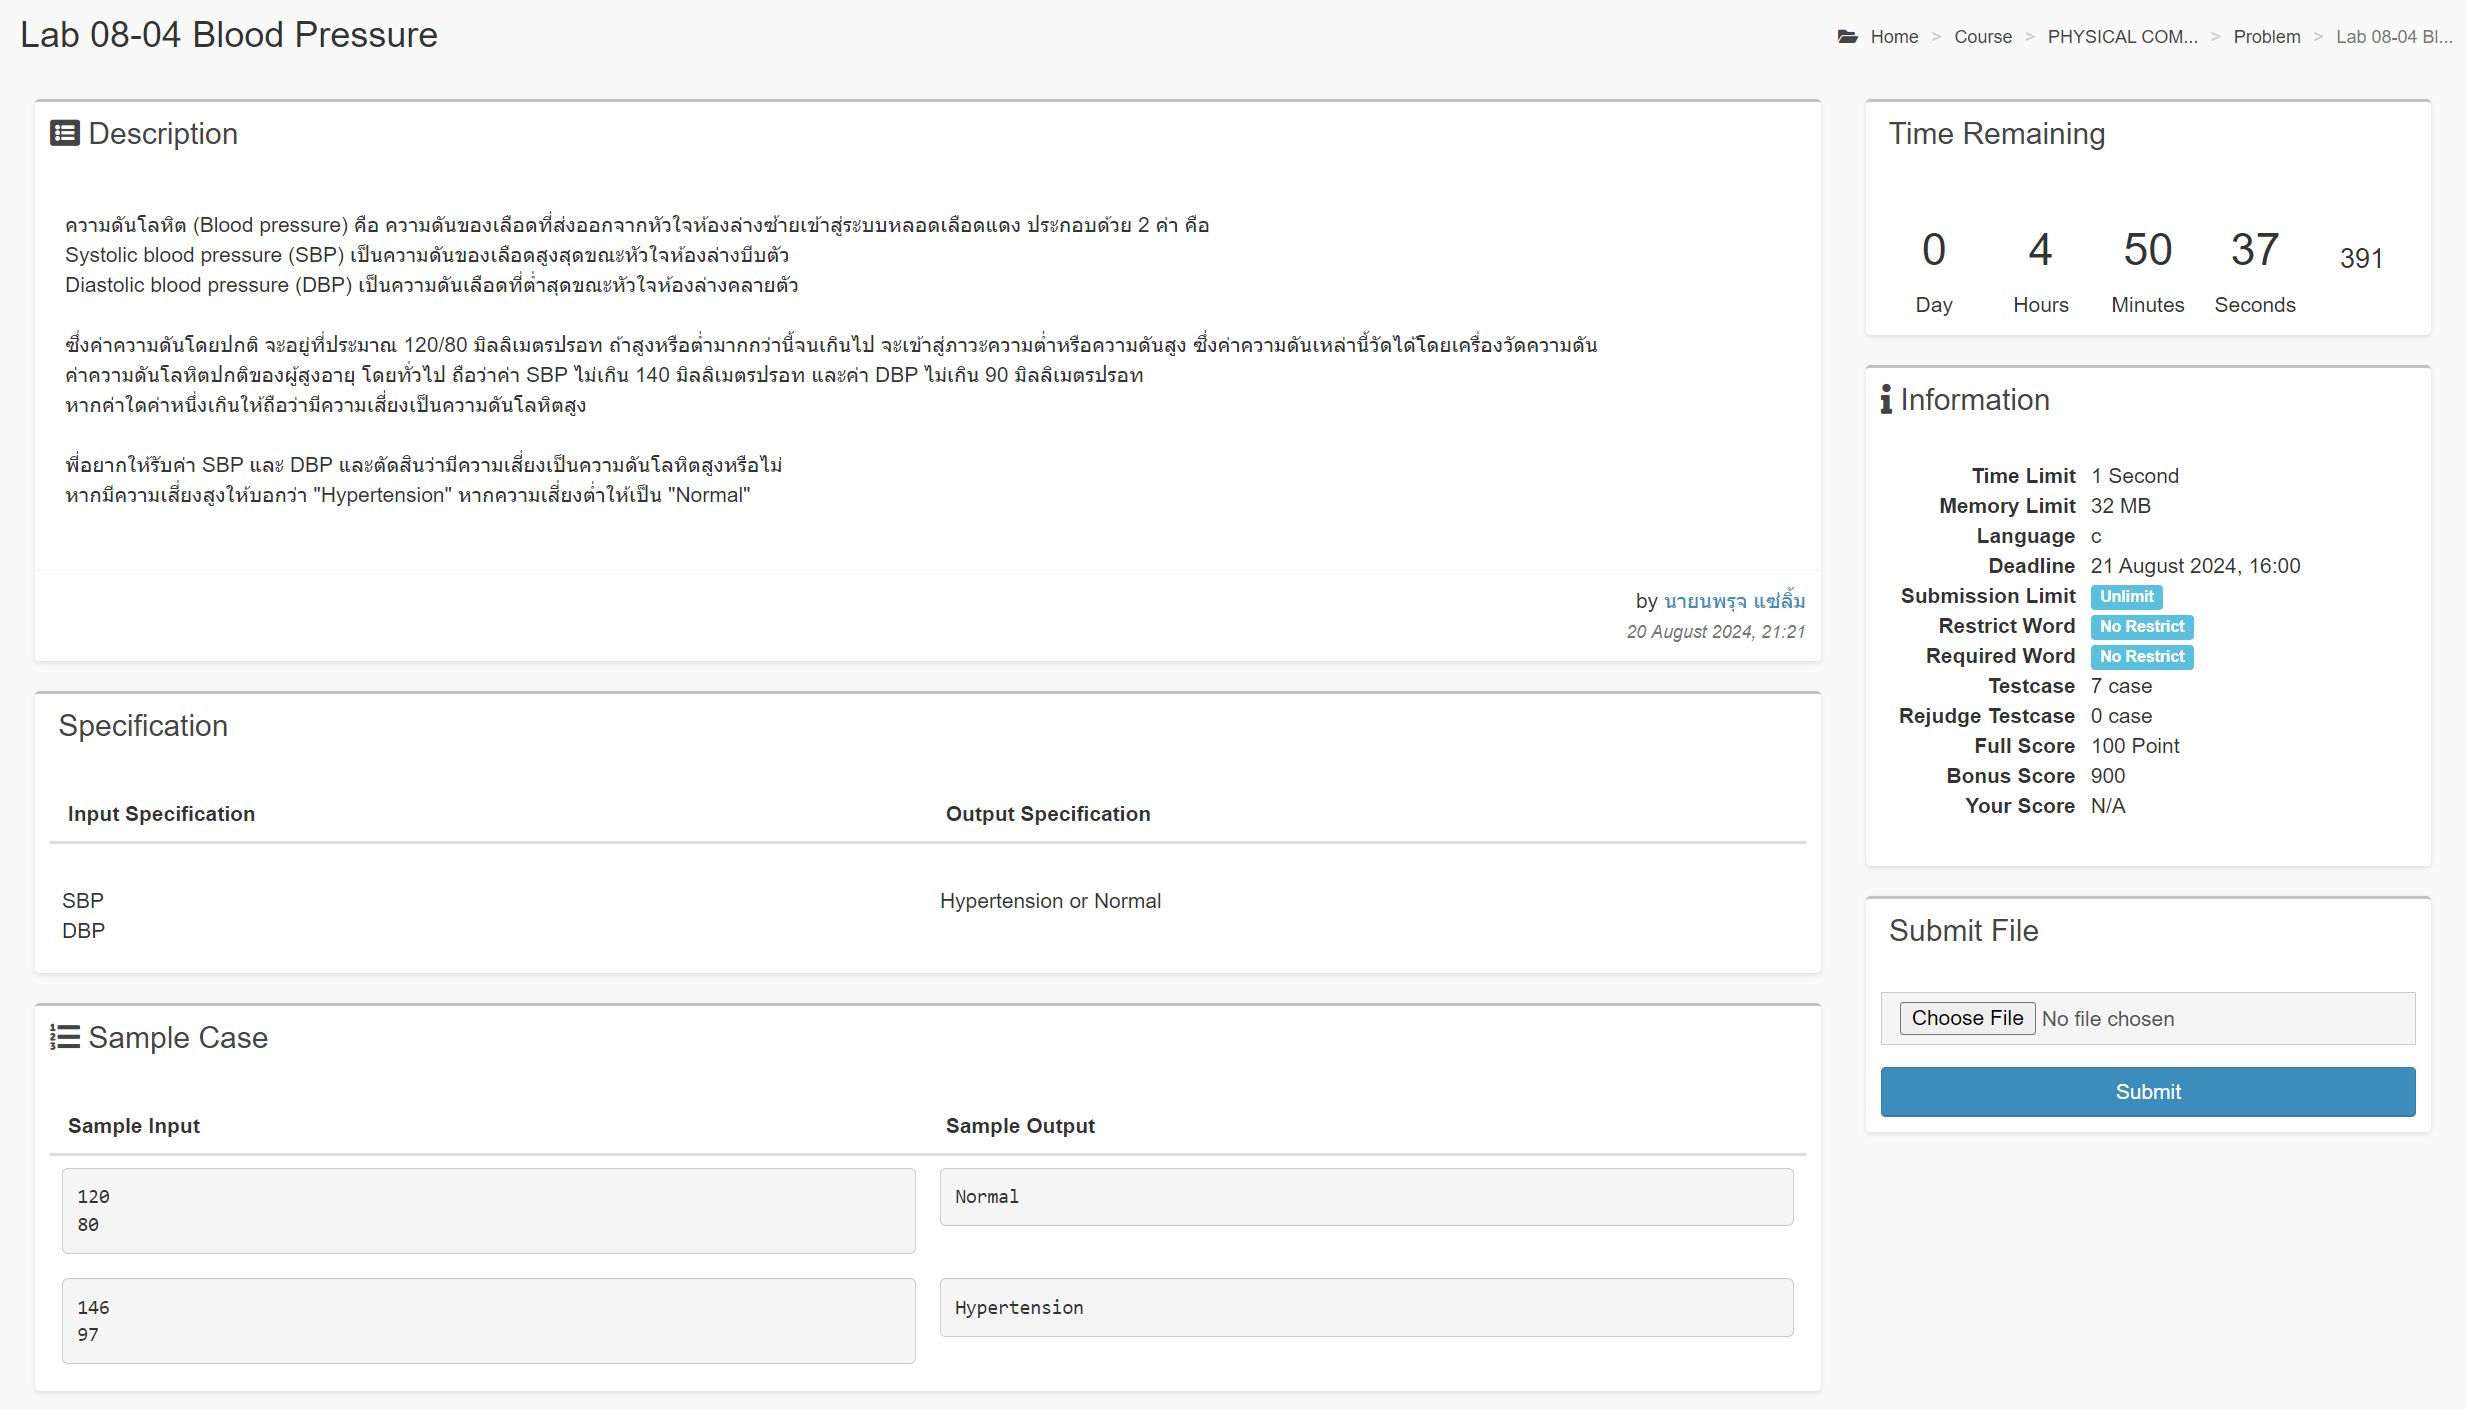 Lab 08-04 Blood Pressure
Home > Course > PHYSICAL COM... > Problem > Lab 08-04 Bl...
Description
ความดันโลหิต (Blood pressure) คือ ความดันของเลือดที่ส่งออกจากหัวใจห้องล่างซ้ายเข้าสู่ระบบหลอดเลือดแดง ประกอบด้วย 2 ค่า คือ
Systolic blood pressure (SBP) เป็นความดันของเลือดสูงสุดขณะหัวใจห้องล่างบีบตัว
Diastolic blood pressure (DBP) เป็นความดันเลือดที่ต่ำสุดขณะหัวใจห้องล่างคลายตัว
ซึ่งค่าความดันโดยปกติ จะอยู่ที่ประมาณ 120/80 มิลลิเมตรปรอท ถ้าสูงหรือต่ำมากกว่านี้จนเกินไป จะเข้าสู่ภาวะความต่ำหรือความดันสูง ซึ่งค่าความดันเหล่านี้วัดได้โดยเครื่องวัดความดัน
ค่าความดันโลหิตปกติของผู้สูงอายุ โดยทั่วไป ถือว่าค่า SBP ไม่เกิน 140 มิลลิเมตรปรอท และค่า DBP ไม่เกิน 90 มิลลิเมตรปรอท
หากค่าใดค่าหนึ่งเกินให้ถือว่ามีความเสี่ยงเป็นความดันโลหิตสูง
พี่อยากให้รับค่า SBP และ DBP และตัดสินว่ามีความเสี่ยงเป็นความดันโลหิตสูงหรือไม่
หากมีความเสี่ยงสูงให้บอกว่า "Hypertension" หากความเสี่ยงต่ำให้เป็น "Normal"
by นายนพรุจ แซ่ลิ้ม
20 August 2024, 21:21
Specification
Input Specification
Output Specification
SBP
DBP
Hypertension or Normal
Sample Case
Sample Input
Sample Output
120
80
Normal
146
97
Hypertension
Time Remaining
0 4 50 37 391
Day Hours Minutes Seconds
Information
Time Limit 1 Second
Memory Limit 32 MB
Language c
Deadline 21 August 2024, 16:00
Submission Limit Unlimit
Restrict Word No Restrict
Required Word No Restrict
Testcase 7 case
Rejudge Testcase 0 case
Full Score 100 Point
Bonus Score 900
Your Score N/A
Submit File
Choose File No file chosen
Submit